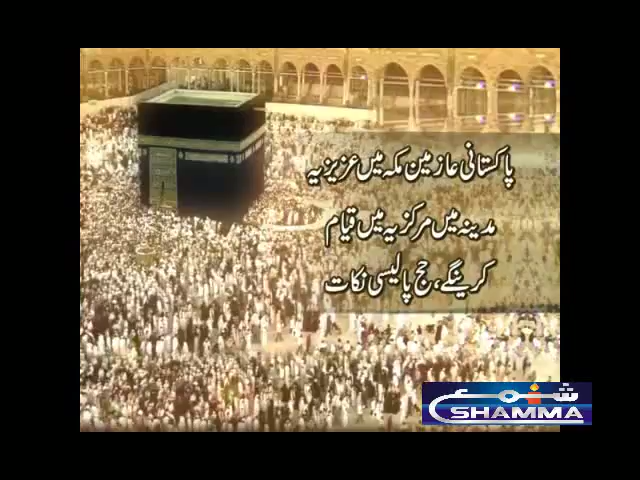 پاکستانی عازمین مکہ میں عزیزیہ
مدینہ میں مرکزیہ میں قیام
کرینگے، حج پالیسی نکات
شمع
SHAMMA